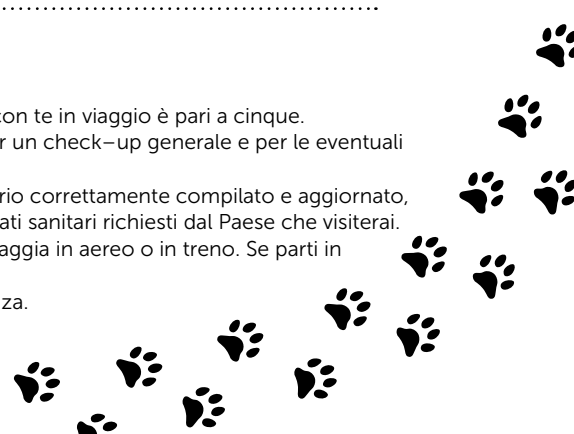 ……………………………………………….
con te in viaggio è pari a cinque.
r un check–up generale e per le eventuali
rio correttamente compilato e aggiornato,
ati sanitari richiesti dal Paese che visiterai.
aggia in aereo o in treno. Se parti in
za.